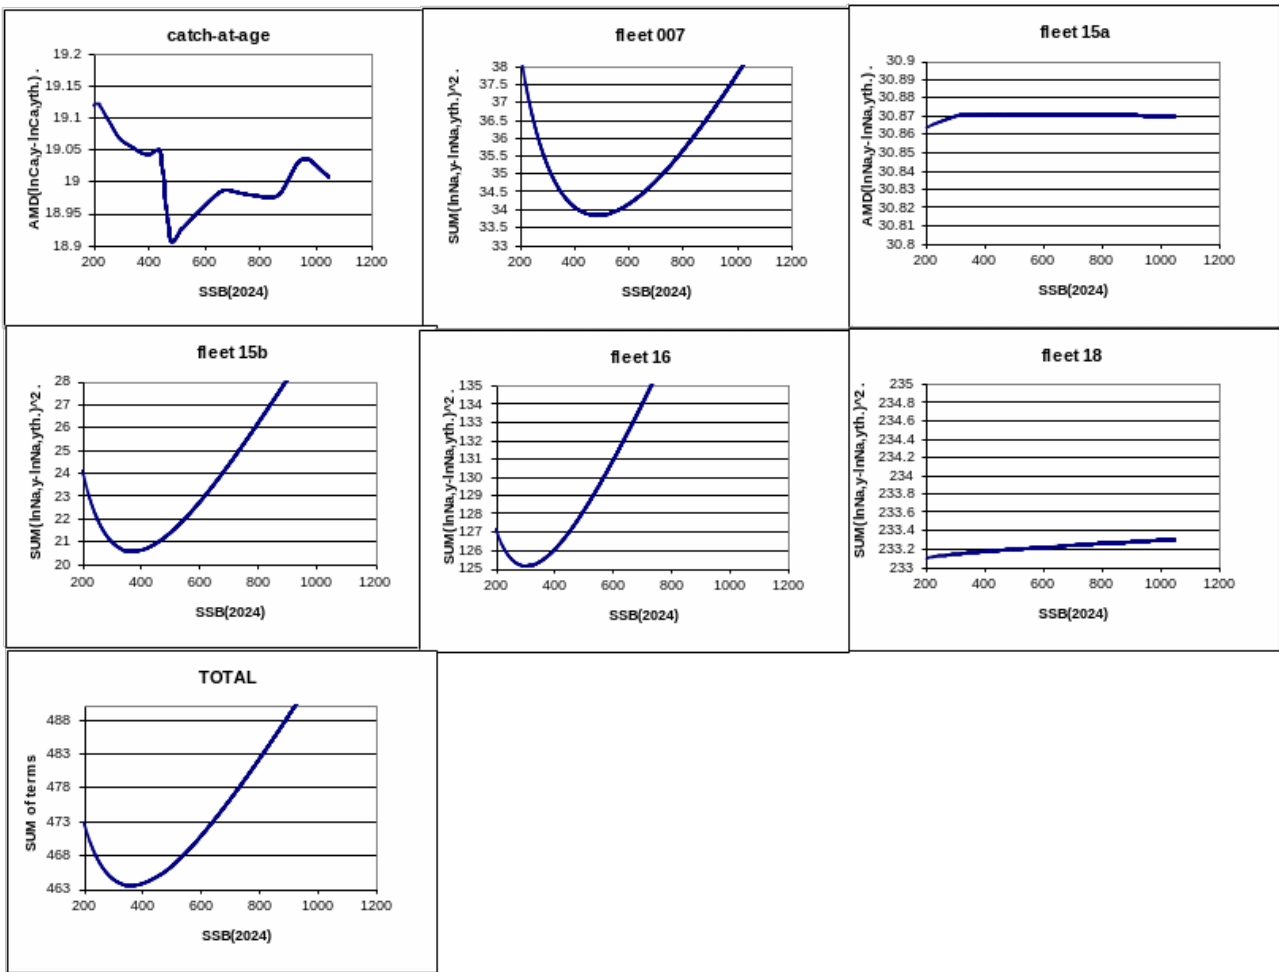 catch-at-age
AMD(lnCa,y-lnCa,yth.) .
19.2
19.15
19.1
19.05
19
18.95
18.9
200 400 600 800 1000 1200
SSB(2024)
fleet 007
SUM(lnNa,y-lnNa,yth.)^2 .
38
37.5
37
36.5
36
35.5
35
34.5
34
33.5
33
200 400 600 800 1000 1200
SSB(2024)
fleet 15a
AMD(lnNa,y-lnNa,yth.) .
30.9
30.89
30.88
30.87
30.86
30.85
30.84
30.83
30.82
30.81
30.8
200 400 600 800 1000 1200
SSB(2024)
fleet 15b
SUM(lnNa,y-lnNa,yth.)^2 .
28
27
26
25
24
23
22
21
20
200 400 600 800 1000 1200
SSB(2024)
fleet 16
SUM(lnNa,y-lnNa,yth.)^2 .
135
134
133
132
131
130
129
128
127
126
125
200 400 600 800 1000 1200
SSB(2024)
fleet 18
SUM(lnNa,y-lnNa,yth.)^2 .
235
234.8
234.6
234.4
234.2
234
233.8
233.6
233.4
233.2
233
200 400 600 800 1000 1200
SSB(2024)
TOTAL
SUM of terms
488
483
478
473
468
463
200 400 600 800 1000 1200
SSB(2024)